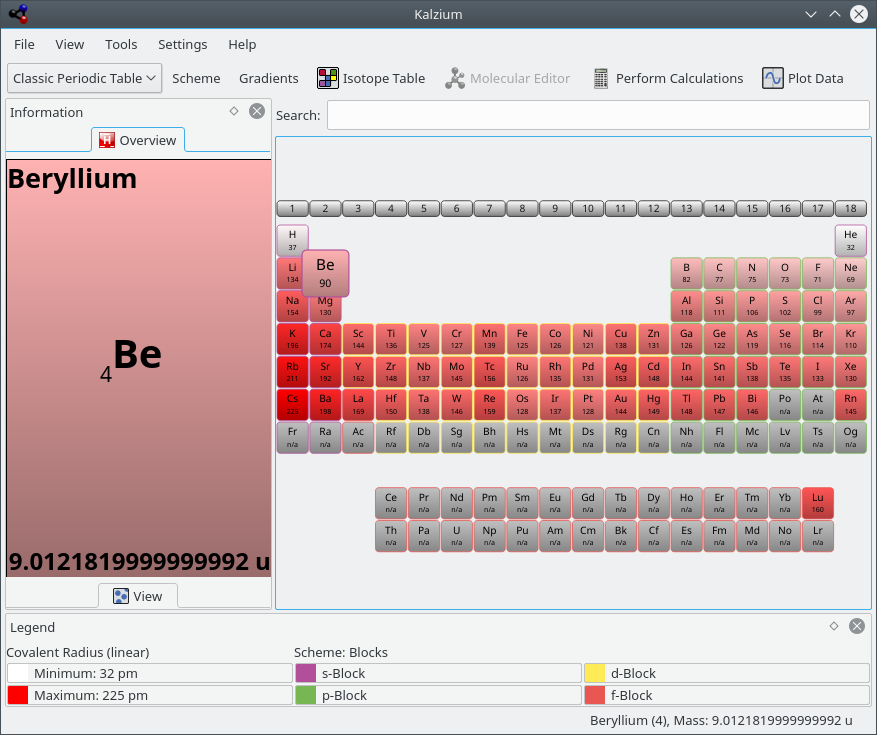 Kalzium
File View Tools Settings Help
Classic Periodic Table Scheme Gradients Isotope Table Molecular Editor Perform Calculations Plot Data
Information
Overview
Beryllium
4Be
9.0121819999999992 u
View
Search:
1 2 3 4 5 6 7 8 9 10 11 12 13 14 15 16 17 18
H He
37 32
Li Be B C N O F Ne
134 90 82 77 75 73 71 69
Na Mg Al Si P S Cl Ar
154 130 118 111 106 102 99 97
K Ca Sc Ti V Cr Mn Fe Co Ni Cu Zn Ga Ge As Se Br Kr
196 174 144 136 125 127 139 125 126 121 138 131 126 122 119 116 114 110
Rb Sr Y Zr Nb Mo Tc Ru Rh Pd Ag Cd In Sn Sb Te I Xe
211 192 162 148 137 145 156 126 135 131 153 148 144 141 138 135 133 130
Cs Ba La Hf Ta W Re Os Ir Pt Au Hg Tl Pb Bi Po At Rn
225 198 169 150 138 146 159 128 137 128 144 149 148 147 146 n/a n/a 145
Fr Ra Ac Rf Db Sg Bh Hs Mt Ds Rg Cn Nh Fl Mc Lv Ts Og
n/a n/a n/a n/a n/a n/a n/a n/a n/a n/a n/a n/a n/a n/a n/a n/a n/a n/a
Ce Pr Nd Pm Sm Eu Gd Tb Dy Ho Er Tm Yb Lu
n/a n/a n/a n/a n/a n/a n/a n/a n/a n/a n/a n/a n/a 160
Th Pa U Np Pu Am Cm Bk Cf Es Fm Md No Lr
n/a n/a n/a n/a n/a n/a n/a n/a n/a n/a n/a n/a n/a n/a
Legend
Covalent Radius (linear) Scheme: Blocks
Minimum: 32 pm s-Block d-Block
Maximum: 225 pm p-Block f-Block
Beryllium (4), Mass: 9.0121819999999992 u